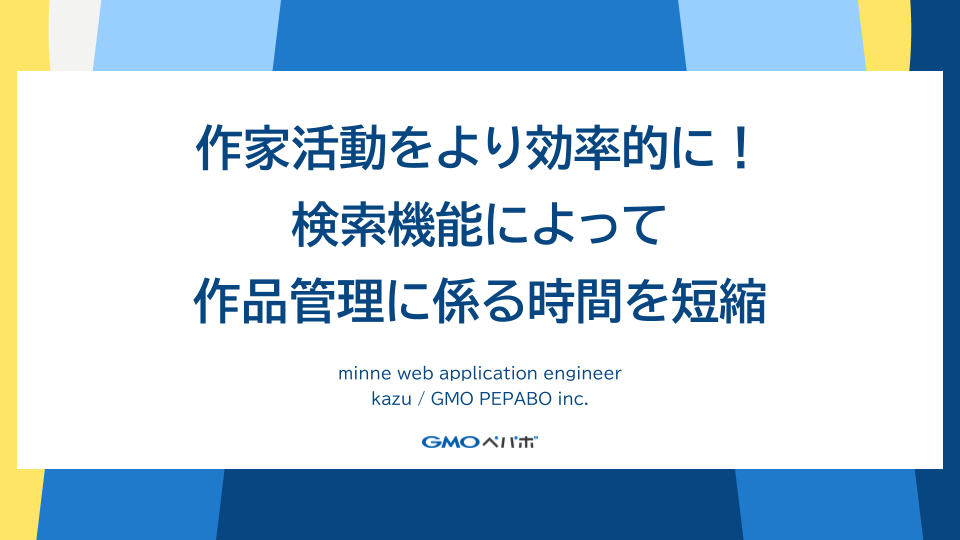 作家活動をより効率的に！
検索機能によって
作品管理に係る時間を短縮
minne web application engineer
kazu / GMO PEPABO inc.
GMOペパボ